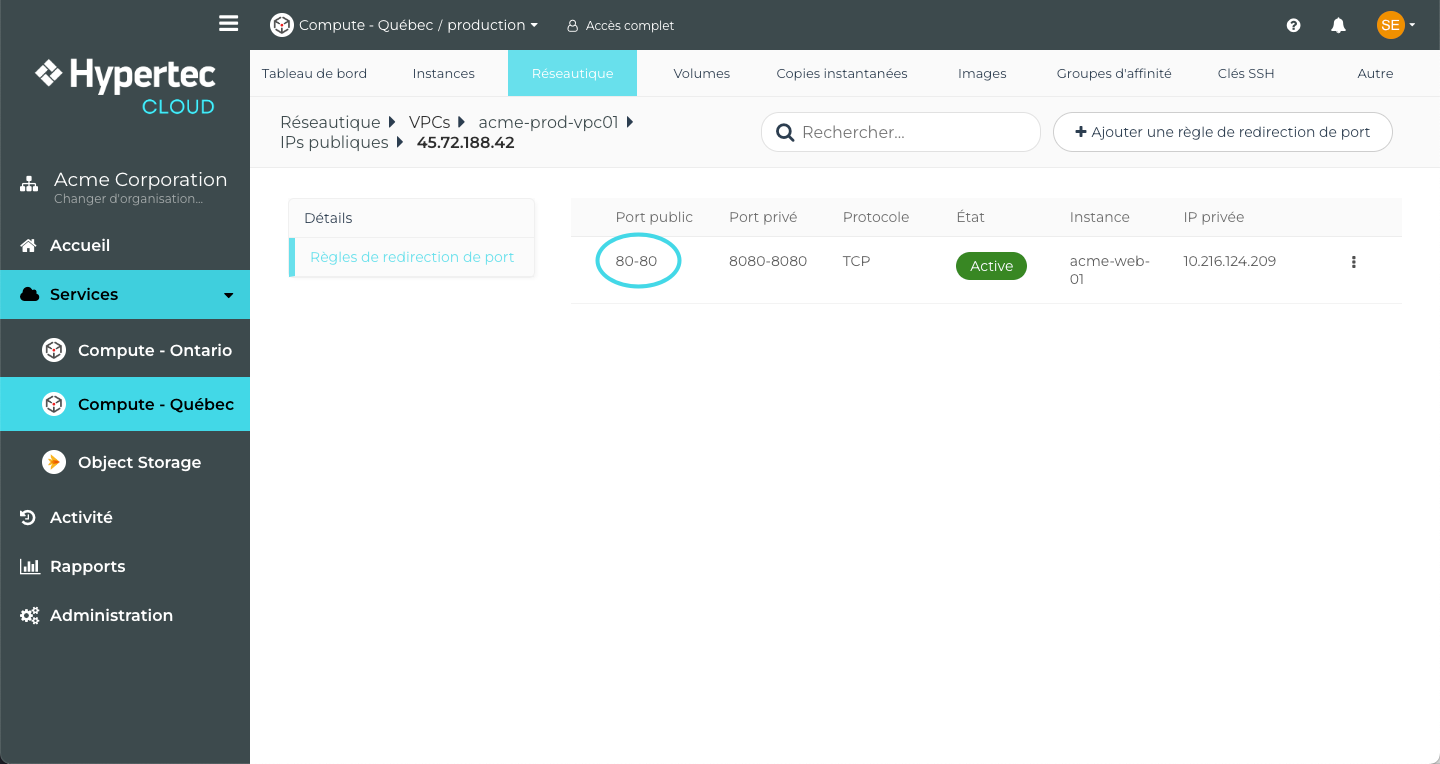 Compute - Québec / production
Accès complet
SE
Hypertec
CLOUD
Acme Corporation
Changer d'organisation...
Accueil
Services
Compute - Ontario
Compute - Québec
Object Storage
Activité
Rapports
Administration
Tableau de bord Instances Réseautique Volumes Copies instantanées Images Groupes d'affinité Clés SSH Autre
Réseautique VPCs acme-prod-vpc01
IPs publiques 45.72.188.42
Rechercher...
Ajouter une règle de redirection de port
Détails
Règles de redirection de port
Port public Port privé Protocole État Instance IP privée
80-80 8080-8080 TCP Active acme-web- 10.216.124.209
01